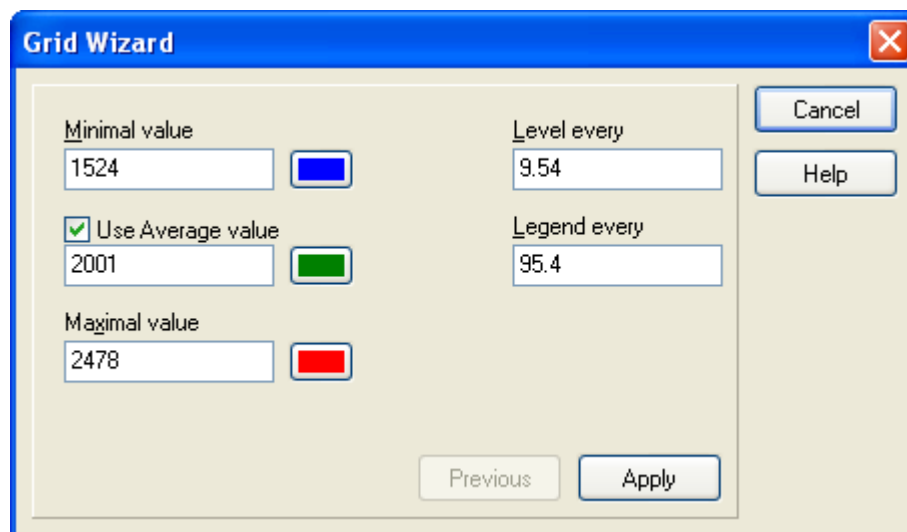 Grid Wizard
Minimal value
1524
Use Average value
2001
Maximal value
2478
Level every
9.54
Legend every
95.4
Cancel
Help
Previous
Apply